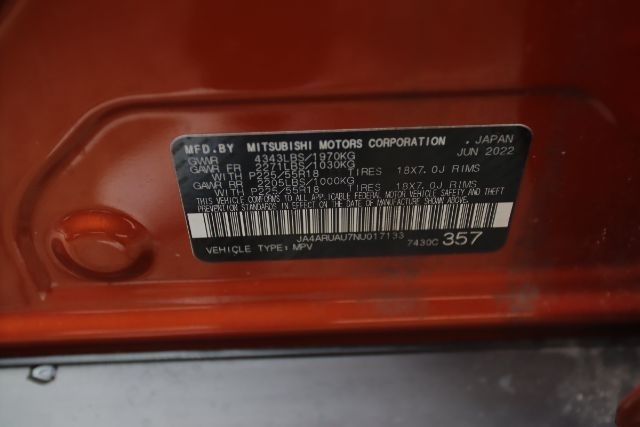 MFD.BY MITSUBISHI MOTORS CORPORATION , JAPAN
GVWR 4343LBS/1970KG JUN 2022
GAWR FR 2271LBS/1030KG
WITH P225/55R18 TIRES 18X7.0J RIMS
GAWR RR 2205LBS/1000KG
WITH P225/55R18 TIRES 18X7.0J RIMS
THIS VEHICLE CONFORMS TO ALL APPLICABLE FEDERAL MOTOR VEHICLE SAFETY AND THEFT
PREVENTION STANDARDS IN EFFECT ON THE DATE OF MANUFACTURE SHOWN ABOVE.
JA4ARUAU7NU017133
VEHICLE TYPE: MPV 7430C 357